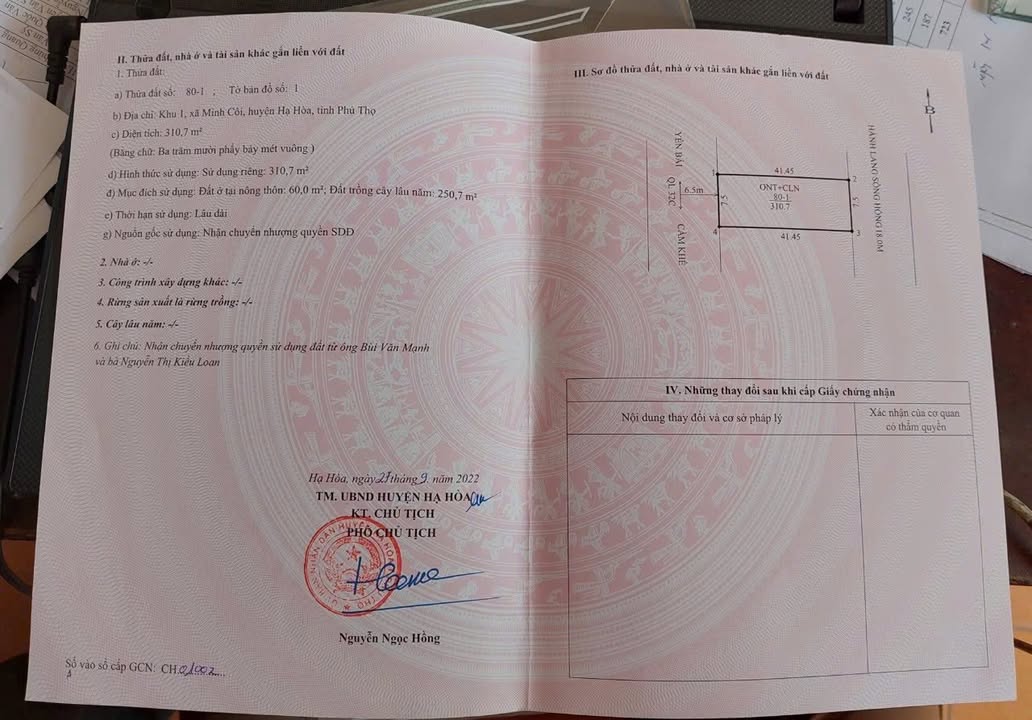 II. Thửa đất, nhà ở và tài sản khác gắn liền với đất
1. Thửa đất:
a) Thửa đất số: 80-1 ; Tờ bản đồ số: 1
b) Địa chỉ: Khu 1, xã Minh Côi, huyện Hạ Hòa, tỉnh Phú Thọ
c) Diện tích: 310,7 m²
(Bằng chữ: Ba trăm mười phẩy bảy mét vuông )
d) Hình thức sử dụng: Sử dụng riêng: 310,7 m²
đ) Mục đích sử dụng: Đất ở tại nông thôn: 60,0 m²; Đất trồng cây lâu năm: 250,7 m²
e) Thời hạn sử dụng: Lâu dài
g) Nguồn gốc sử dụng: Nhận chuyển nhượng quyền SDĐ
2. Nhà ở: -/-
3. Công trình xây dựng khác: -/-
4. Rừng sản xuất là rừng trồng: -/-
5. Cây lâu năm: -/-
6. Ghi chú: Nhận chuyển nhượng quyền sử dụng đất từ ông Bùi Văn Mạnh
và bà Nguyễn Thị Kiều Loan
Hạ Hòa, ngày 27 tháng 9 năm 2022
TM. UBND HUYỆN HẠ HÒA
KT. CHỦ TỊCH
PHÓ CHỦ TỊCH
Nguyễn Ngọc Hồng
Số vào sổ cấp GCN: CH 01002
III. Sơ đồ thửa đất, nhà ở và tài sản khác gắn liền với đất
B
YÊN BÁI
QL 32C
CẨM KHÊ
6.5m
1
41.45
2
7.5
ONT+CLN
80-1
310.7
7.5
4
41.45
3
HÀNH LANG SÔNG HỒNG 18.0M
IV. Những thay đổi sau khi cấp Giấy chứng nhận
Nội dung thay đổi và cơ sở pháp lý
Xác nhận của cơ quan
có thẩm quyền
245
187
723